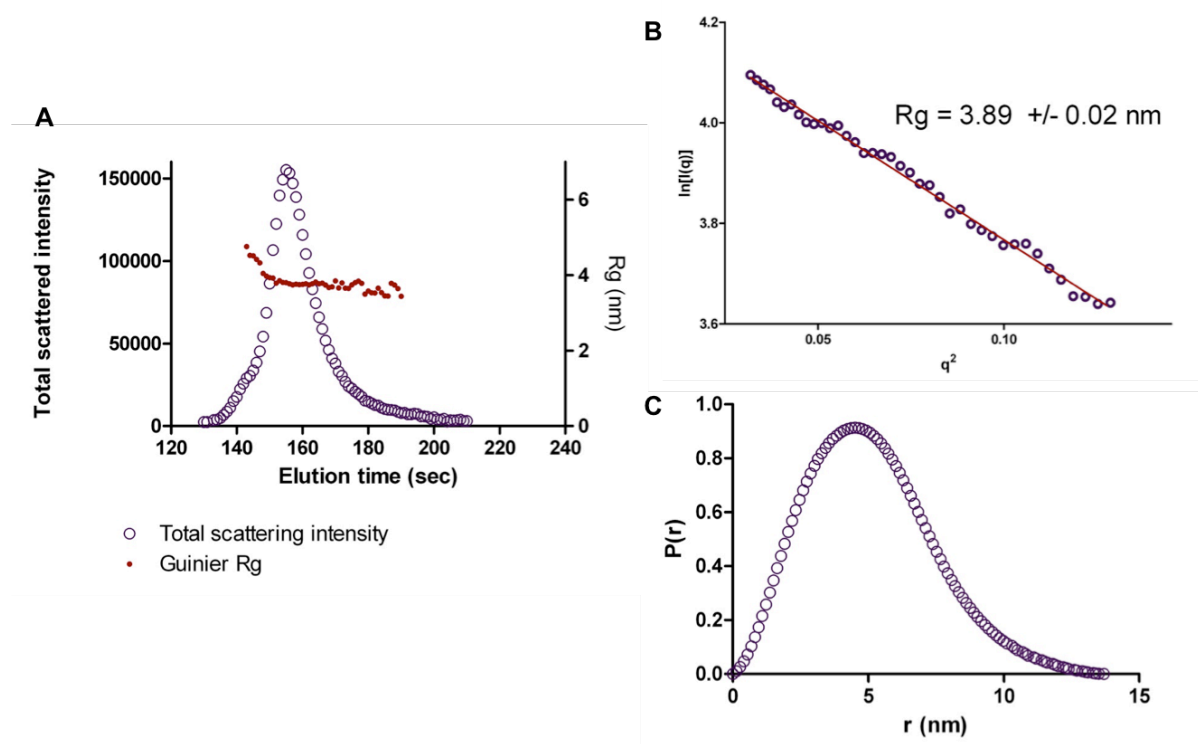 A
Total scattered intensity
150000
100000
50000
0
6
4
2
0
Rg (nm)
120 140 160 180 200 220 240
Elution time (sec)
Total scattering intensity
Guinier Rg
B
4.2
4.0
3.8
3.6
ln[I(q)]
Rg = 3.89 +/- 0.02 nm
0.05 0.10
q²
C
1.0
0.8
0.6
0.4
0.2
0.0
P(r)
0 5 10 15
r (nm)